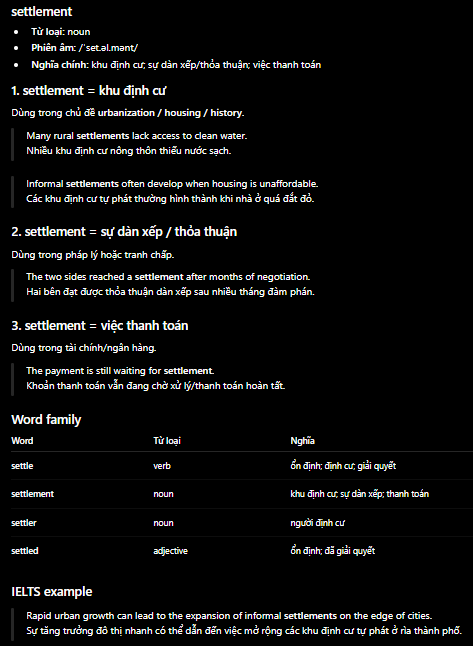 settlement
• Từ loại: noun
• Phiên âm: /ˈset.əl.mənt/
• Nghĩa chính: khu định cư; sự dàn xếp/thỏa thuận; việc thanh toán
1. settlement = khu định cư
Dùng trong chủ đề urbanization / housing / history.
Many rural settlements lack access to clean water.
Nhiều khu định cư nông thôn thiếu nước sạch.
Informal settlements often develop when housing is unaffordable.
Các khu định cư tự phát thường hình thành khi nhà ở quá đắt đỏ.
2. settlement = sự dàn xếp / thỏa thuận
Dùng trong pháp lý hoặc tranh chấp.
The two sides reached a settlement after months of negotiation.
Hai bên đạt được thỏa thuận dàn xếp sau nhiều tháng đàm phán.
3. settlement = việc thanh toán
Dùng trong tài chính/ngân hàng.
The payment is still waiting for settlement.
Khoản thanh toán vẫn đang chờ xử lý/thanh toán hoàn tất.
Word family
Word Từ loại Nghĩa
settle verb ổn định; định cư; giải quyết
settlement noun khu định cư; sự dàn xếp; thanh toán
settler noun người định cư
settled adjective ổn định; đã giải quyết
IELTS example
Rapid urban growth can lead to the expansion of informal settlements on the edge of cities.
Sự tăng trưởng đô thị nhanh có thể dẫn đến việc mở rộng các khu định cư tự phát ở rìa thành phố.